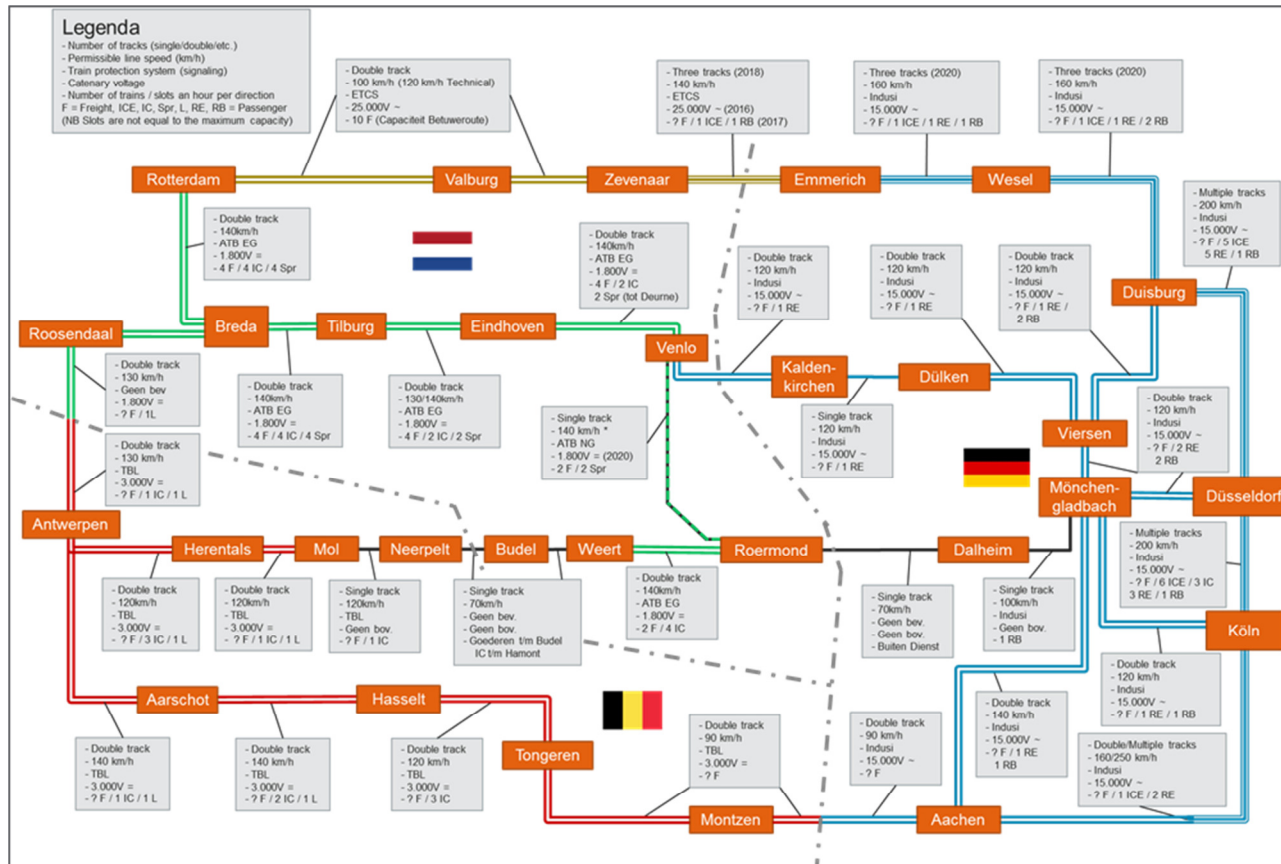 Legenda
- Number of tracks (single/double/etc.)
- Permissible line speed (km/h)
- Train protection system (signaling)
- Catenary voltage
- Number of trains / slots an hour per direction
F = Freight, ICE, IC, Spr, L, RE, RB = Passenger
(NB Slots are not equal to the maximum capacity)
- Double track
- 100 km/h (120 km/h Technical)
- ETCS
- 25.000V ~
- 10 F (Capaciteit Betuweroute)
- Three tracks (2018)
- 140 km/h
- ETCS
- 25.000V ~ (2016)
- ? F / 1 ICE / 1 RB (2017)
- Three tracks (2020)
- 160 km/h
- Indusi
- 15.000V ~
- ? F / 1 ICE / 1 RE / 1 RB
- Three tracks (2020)
- 160 km/h
- Indusi
- 15.000V ~
- ? F / 1 ICE / 1 RE / 2 RB
Rotterdam
Valburg
Zevenaar
Emmerich
Wesel
- Multiple tracks
- 200 km/h
- Indusi
- 15.000V ~
- ? F / 5 ICE
5 RE / 1 RB
- Double track
- 140km/h
- ATB EG
- 1.800V =
- 4 F / 4 IC / 4 Spr
- Double track
- 140km/h
- ATB EG
- 1.800V =
- 4 F / 2 IC
2 Spr (tot Deurne)
- Double track
- 120 km/h
- Indusi
- 15.000V ~
- ? F / 1 RE
- Double track
- 120 km/h
- Indusi
- 15.000V ~
- ? F / 1 RE
- Double track
- 120 km/h
- Indusi
- 15.000V ~
- ? F / 1 RE /
2 RB
Duisburg
Roosendaal
Breda
Tilburg
Eindhoven
Venlo
Kalden-
kirchen
Dülken
- Double track
- 130 km/h
- Geen bev
- 1.800V =
- ? F / 1L
- Double track
- 140km/h
- ATB EG
- 1.800V =
- 4 F / 4 IC / 4 Spr
- Double track
- 130/140km/h
- ATB EG
- 1.800V =
- 4 F / 2 IC / 2 Spr
- Single track
- 140 km/h *
- ATB NG
- 1.800V = (2020)
- 2 F / 2 Spr
- Single track
- 120 km/h
- Indusi
- 15.000V ~
- ? F / 1 RE
Viersen
- Double track
- 120 km/h
- Indusi
- 15.000V ~
- ? F / 2 RE
2 RB
- Double track
- 130 km/h
- TBL
- 3.000V =
- ? F / 1 IC / 1 L
Mönchen-
gladbach
Düsseldorf
Antwerpen
Herentals
Mol
Neerpelt
Budel
Weert
Roermond
Dalheim
- Double track
- 120km/h
- TBL
- 3.000V =
- ? F / 3 IC / 1 L
- Double track
- 120km/h
- TBL
- 3.000V =
- ? F / 1 IC / 1 L
- Single track
- 120km/h
- TBL
- Geen bov.
- ? F / 1 IC
- Single track
- 70km/h
- Geen bev.
- Geen bov.
- Goederen t/m Budel
IC t/m Hamont
- Double track
- 140km/h
- ATB EG
- 1.800V =
- 2 F / 4 IC
- Single track
- 70km/h
- Geen bev.
- Geen bov.
- Buiten Dienst
- Single track
- 100km/h
- Indusi
- Geen bov.
- 1 RB
- Multiple tracks
- 200 km/h
- Indusi
- 15.000V ~
- ? F / 6 ICE / 3 IC
3 RE / 1 RB
Köln
Aarschot
Hasselt
Tongeren
- Double track
- 120 km/h
- Indusi
- 15.000V ~
- ? F / 1 RE / 1 RB
- Double track
- 140 km/h
- TBL
- 3.000V =
- ? F / 1 IC / 1 L
- Double track
- 140 km/h
- TBL
- 3.000V =
- ? F / 2 IC / 1 L
- Double track
- 120 km/h
- TBL
- 3.000V =
- ? F / 3 IC
- Double track
- 90 km/h
- TBL
- 3.000V =
- ? F
- Double track
- 90 km/h
- Indusi
- 15.000V ~
- ? F
- Double track
- 140 km/h
- Indusi
- 15.000V ~
- ? F / 1 RE
1 RB
- Double/Multiple tracks
- 160/250 km/h
- Indusi
- 15.000V ~
- ? F / 1 ICE / 2 RE
Montzen
Aachen